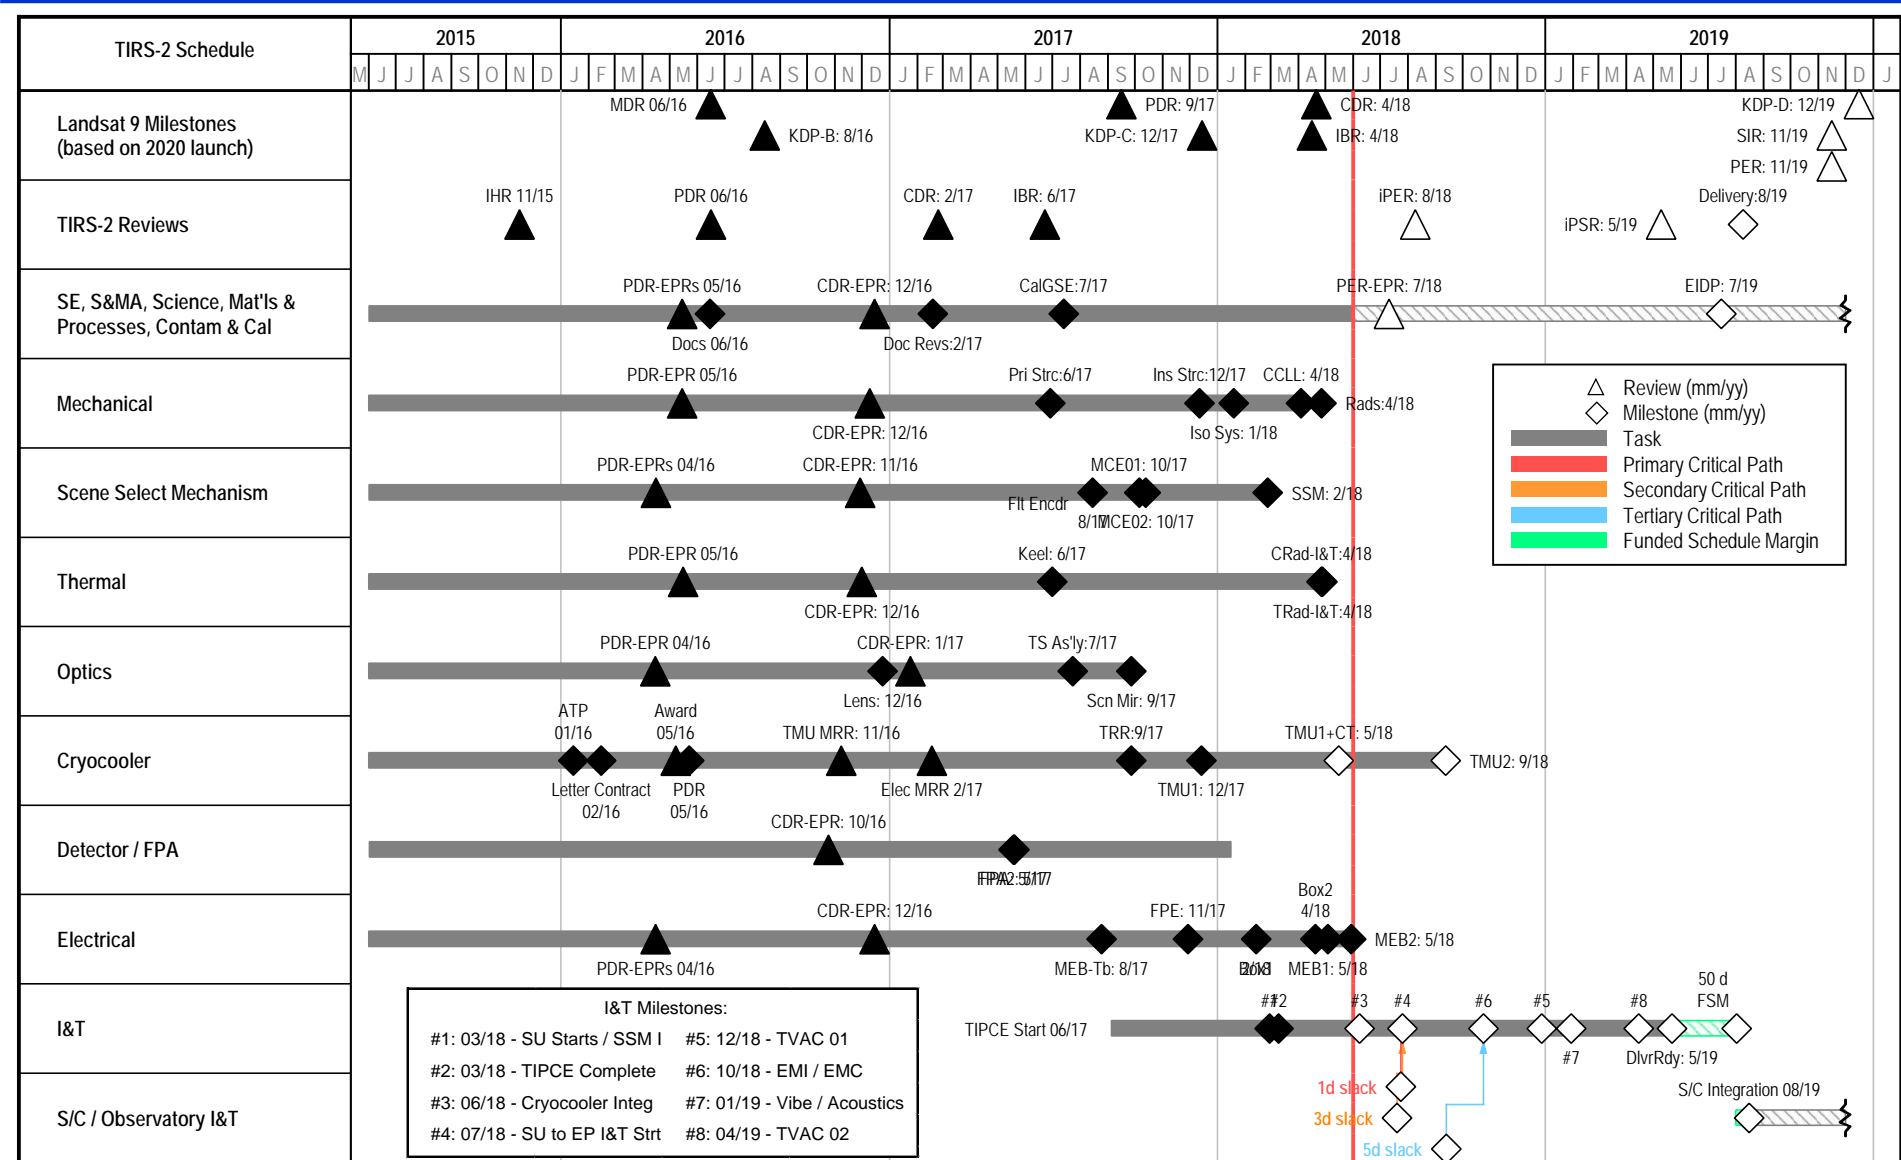 TIRS-2 Schedule
2015 2016 2017 2018 2019
M J J A S O N D J F M A M J J A S O N D J F M A M J J A S O N D J F M A M J J A S O N D J F M A M J J A S O N D J
Landsat 9 Milestones
(based on 2020 launch)
MDR 06/16 PDR: 9/17 CDR: 4/18 KDP-D: 12/19
KDP-B: 8/16 KDP-C: 12/17 IBR: 4/18 SIR: 11/19
PER: 11/19
TIRS-2 Reviews
IHR 11/15 PDR 06/16 CDR: 2/17 IBR: 6/17 iPER: 8/18 Delivery:8/19
iPSR: 5/19
SE, S&MA, Science, Mat'ls &
Processes, Contam & Cal
PDR-EPRs 05/16 CDR-EPR: 12/16 CalGSE:7/17 PER-EPR: 7/18 EIDP: 7/19
Docs 06/16 Doc Revs:2/17
Mechanical
PDR-EPR 05/16 Pri Strc:6/17 Ins Strc:12/17 CCLL: 4/18
Rads:4/18
CDR-EPR: 12/16 Iso Sys: 1/18
Review (mm/yy)
Milestone (mm/yy)
Task
Primary Critical Path
Secondary Critical Path
Tertiary Critical Path
Funded Schedule Margin
Scene Select Mechanism
PDR-EPRs 04/16 CDR-EPR: 11/16 MCE01: 10/17
Flt Encdr SSM: 2/18
8/17 MCE02: 10/17
Thermal
PDR-EPR 05/16 Keel: 6/17 CRad-I&T:4/18
CDR-EPR: 12/16 TRad-I&T:4/18
Optics
PDR-EPR 04/16 CDR-EPR: 1/17 TS As'ly:7/17
Lens: 12/16 Scn Mir: 9/17
Cryocooler
ATP Award
01/16 05/16 TMU MRR: 11/16 TRR:9/17 TMU1+CT: 5/18
TMU2: 9/18
Letter Contract PDR Elec MRR 2/17 TMU1: 12/17
02/16 05/16
Detector / FPA
CDR-EPR: 10/16
FPA2: 5/17
Electrical
Box2
CDR-EPR: 12/16 FPE: 11/17 4/18
MEB2: 5/18
PDR-EPRs 04/16 MEB-Tb: 8/17 Box1 2/18 MEB1: 5/18
I&T
50 d
#1 #2 #3 #4 #6 #5 #8 FSM
TIPCE Start 06/17
#7 DlvrRdy: 5/19
I&T Milestones:
#1: 03/18 - SU Starts / SSM I #5: 12/18 - TVAC 01
#2: 03/18 - TIPCE Complete #6: 10/18 - EMI / EMC
#3: 06/18 - Cryocooler Integ #7: 01/19 - Vibe / Acoustics
#4: 07/18 - SU to EP I&T Strt #8: 04/19 - TVAC 02
S/C / Observatory I&T
1d slack S/C Integration 08/19
3d slack
5d slack